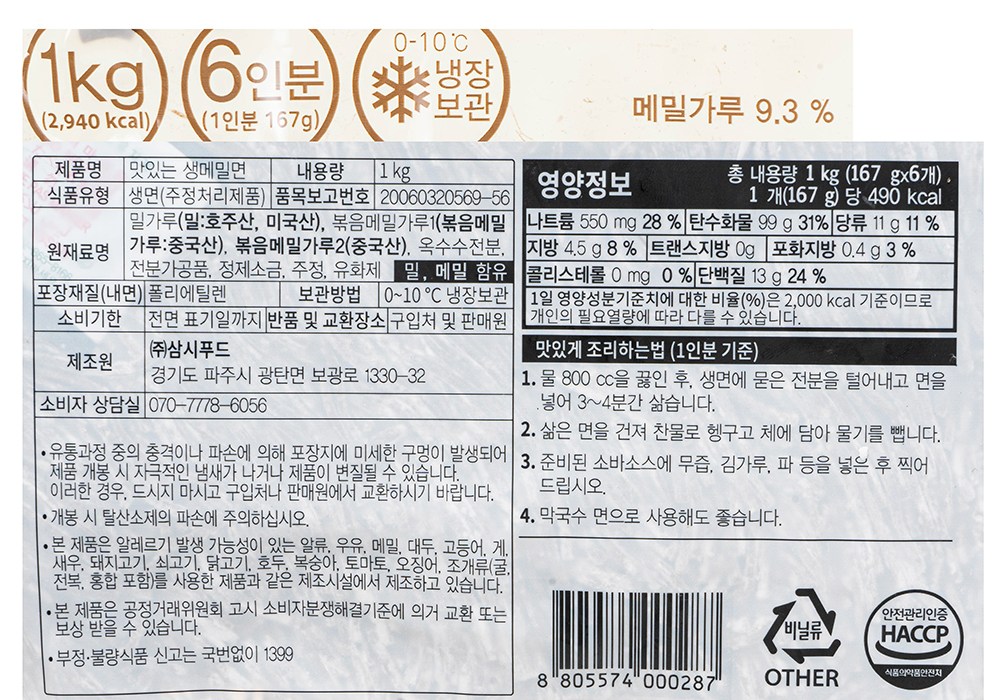 1kg
(2,940 kcal)
6인분
(1인분 167g)
0-10℃
냉장
보관
메밀가루 9.3 %
제품명 맛있는 생메밀면 내용량 1 kg
식품유형 생면(주정처리제품) 품목보고번호 20060320569-56
원재료명 밀가루(밀:호주산, 미국산), 볶음메밀가루1(볶음메밀
가루:중국산), 볶음메밀가루2(중국산), 옥수수전분,
전분가공품, 정제소금, 주정, 유화제 밀, 메밀 함유
포장재질(내면) 폴리에틸렌 보관방법 0~10 ℃ 냉장보관
소비기한 전면 표기일까지 반품 및 교환장소 구입처 및 판매원
제조원 ㈜삼시푸드
경기도 파주시 광탄면 보광로 1330-32
소비자 상담실 070-7778-6056
• 유통과정 중의 충격이나 파손에 의해 포장지에 미세한 구멍이 발생되어
제품 개봉 시 자극적인 냄새가 나거나 제품이 변질될 수 있습니다.
이러한 경우, 드시지 마시고 구입처나 판매원에서 교환하시기 바랍니다.
• 개봉 시 탈산소제의 파손에 주의하십시오.
• 본 제품은 알레르기 발생 가능성이 있는 알류, 우유, 메밀, 대두, 고등어, 게,
새우, 돼지고기, 쇠고기, 닭고기, 호두, 복숭아, 토마토, 오징어, 조개류(굴,
전복, 홍합 포함)를 사용한 제품과 같은 제조시설에서 제조하고 있습니다.
• 본 제품은 공정거래위원회 고시 소비자분쟁해결기준에 의거 교환 또는
보상 받을 수 있습니다.
• 부정·불량식품 신고는 국번없이 1399
영양정보 총 내용량 1 kg (167 gx6개)
1 개(167 g) 당 490 kcal
나트륨 550 mg 28 % 탄수화물 99 g 31% 당류 11 g 11 %
지방 4.5 g 8 % 트랜스지방 0g 포화지방 0.4 g 3 %
콜리스테롤 0 mg 0 % 단백질 13 g 24 %
1일 영양성분기준치에 대한 비율(%)은 2,000 kcal 기준이므로
개인의 필요열량에 따라 다를 수 있습니다.
맛있게 조리하는법 (1인분 기준)
1. 물 800 cc을 끓인 후, 생면에 묻은 전분을 털어내고 면을
넣어 3~4분간 삶습니다.
2. 삶은 면을 건져 찬물로 헹구고 체에 담아 물기를 뺍니다.
3. 준비된 소바소스에 무즙, 김가루, 파 등을 넣은 후 찍어
드립시오.
4. 막국수 면으로 사용해도 좋습니다.
8 805574 000287
비닐류
OTHER
안전관리인증
HACCP
식품의약품안전처